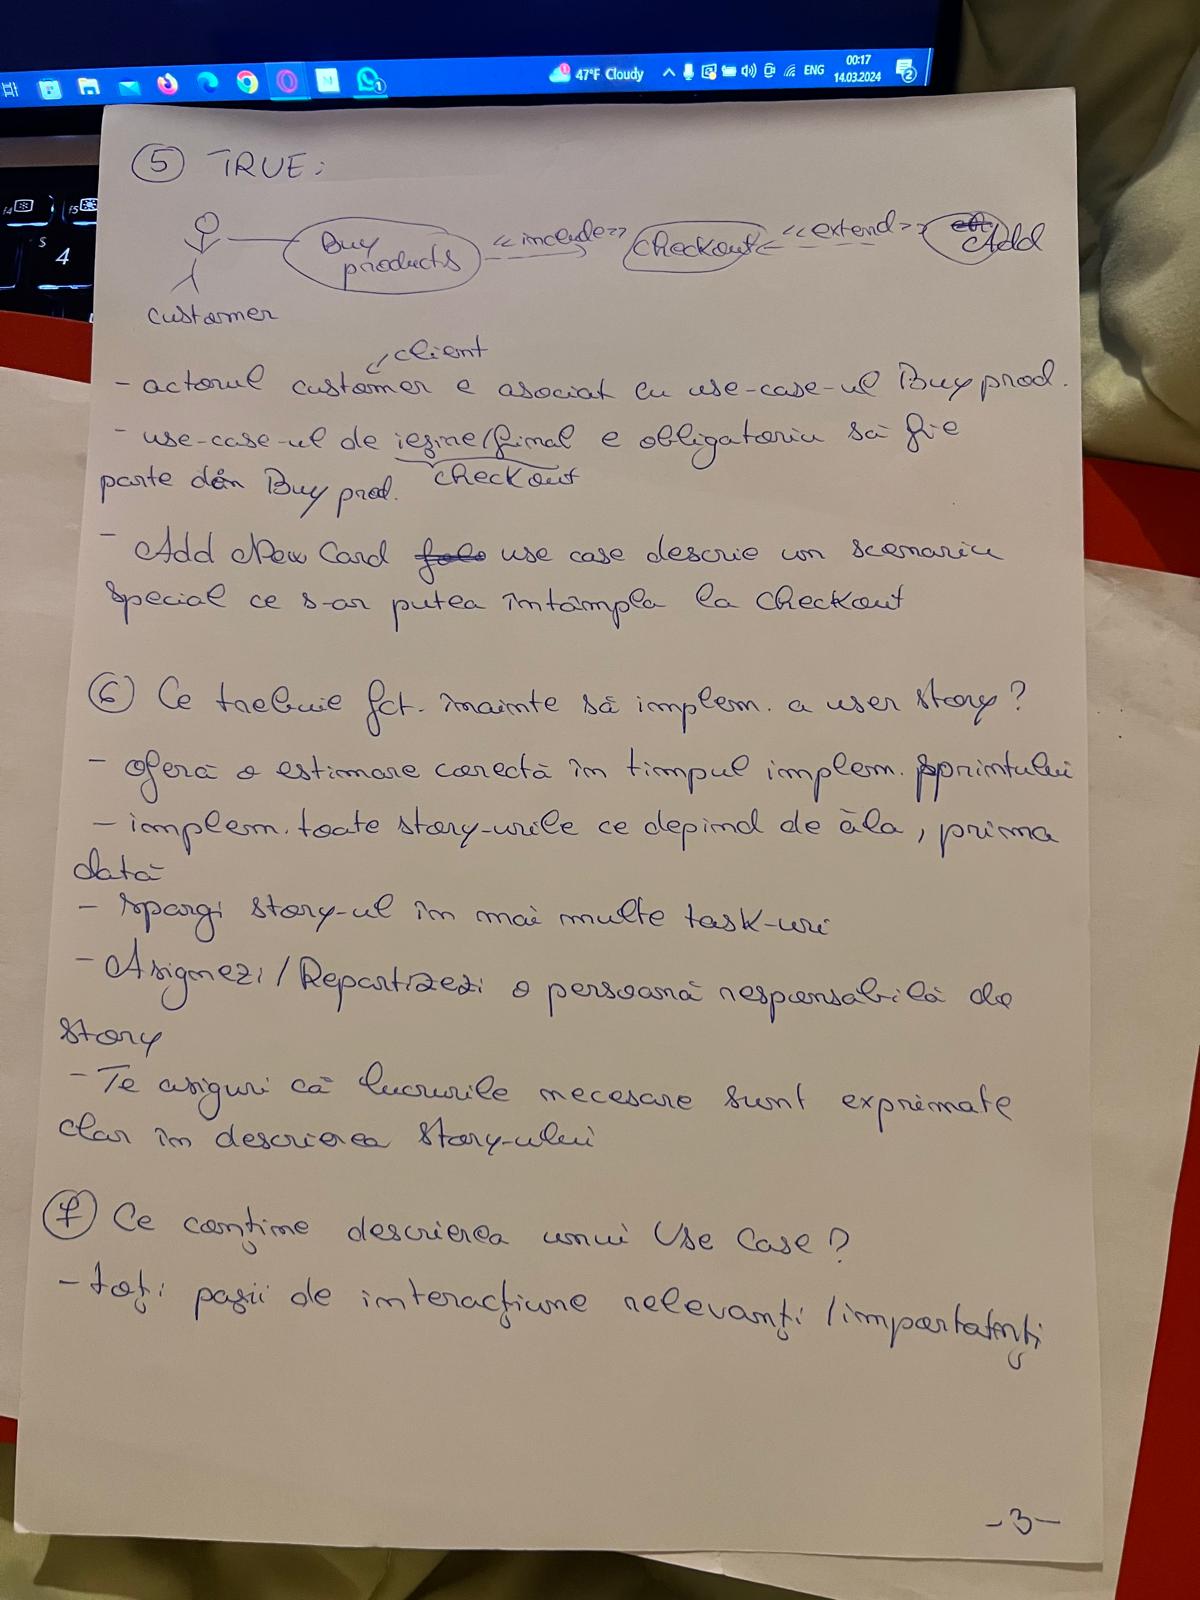 47°F Cloudy
ENG
00:17
14.03.2024
2
1
f4
f5
S
4
5 TRUE:
Buy
products
<<include>>
checkout
<<extend>>
Add
customer
client
- actorul customer e asociat cu use-case-ul Buy prod.
- use-case-ul de ieșire/final e obligatoriu să fie
parte din Buy prod.
checkout
- Add New Card use case descrie un scenariu
special ce s-ar putea întâmpla la checkout
6 Ce trebuie fct. înainte să implem. a user story?
- oferă o estimare corectă în timpul implem. sprintului
- implem. toate story-urile ce depind de ăla, prima
dată
- spargi story-ul în mai multe task-uri
- Asignezi/Repartizezi o persoană responsabilă de
story
- Te asiguri că lucrurile necesare sunt exprimate
clar în descrierea story-ului
7 Ce conține descrierea unui Use Case?
- toți pașii de interacțiune relevanți/importanți
-3-